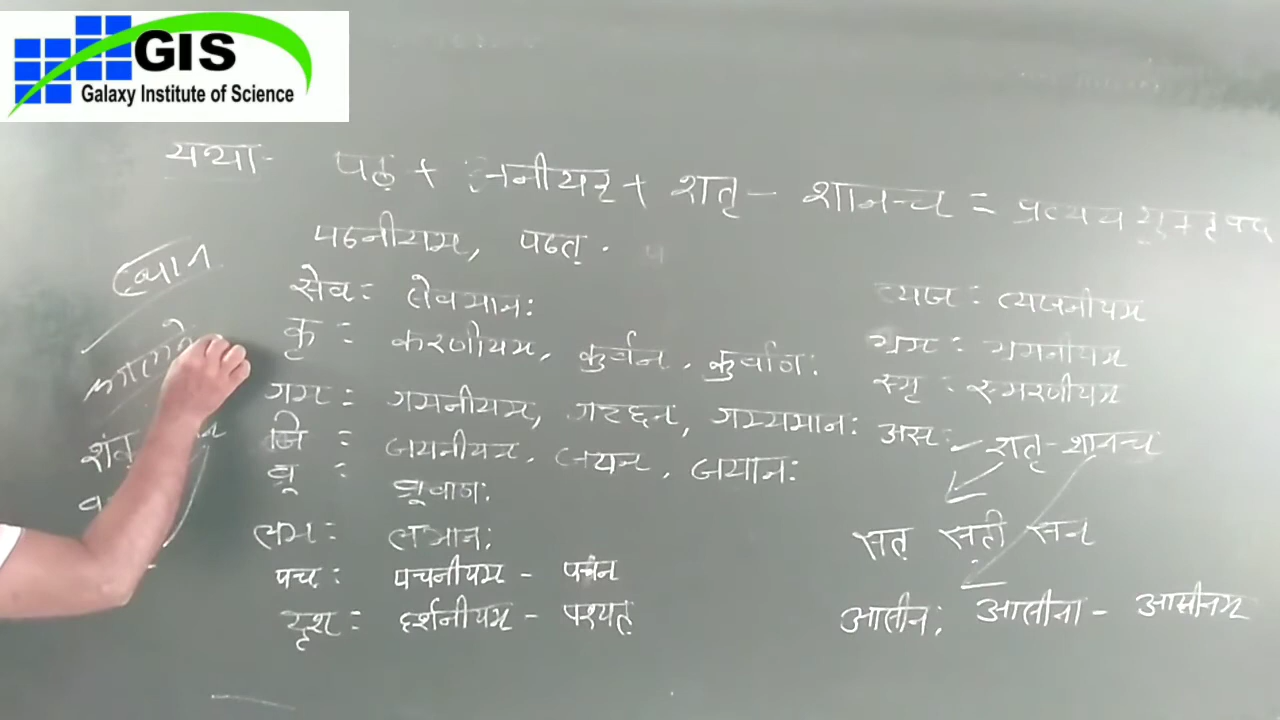 GIS
Galaxy Institute of Science
यथा- पठ् + अनीयर + शतृ - शानच्य = प्रत्यय युक्त पद
पठनीयम, पठत् .
ध्यान
सेव : सेवमान:
कृ : करणीयम, कुर्वन, कुर्वाण:
गम : गमनीयम, गच्छन, गम्यमान:
जि : जयनीयम, जयन, जयान:
ब्रू : ब्रूवाण:
लभ : लभान:
पच : पचनीयम - पचन
दृश : दर्शनीयम - पश्यत्
त्यज : त्यजनीयम
भ्रम : भ्रमनीयम
स्मृ : स्मरणीयम
अस : शतृ-शानच्य
सत् सती सन
आसीन: आसीना - आसीनम